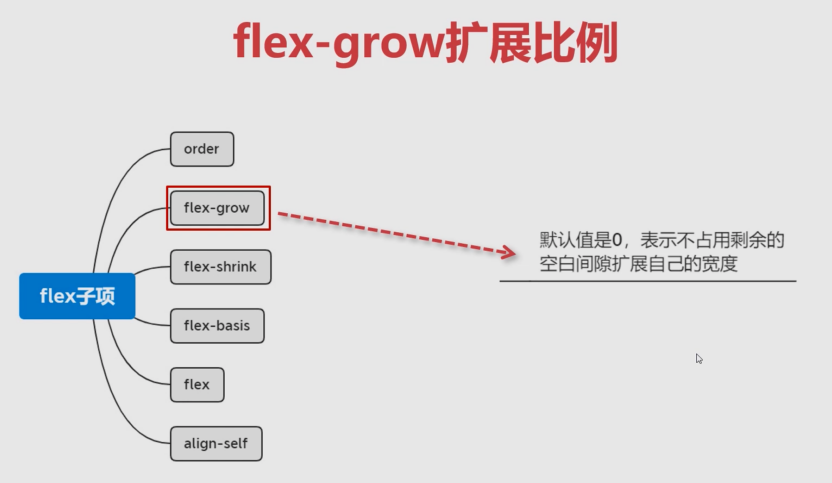 flex-grow扩展比例
order
flex-grow
flex-shrink
flex子项
flex-basis
flex
align-self
默认值是0，表示不占用剩余的
空白间隙扩展自己的宽度